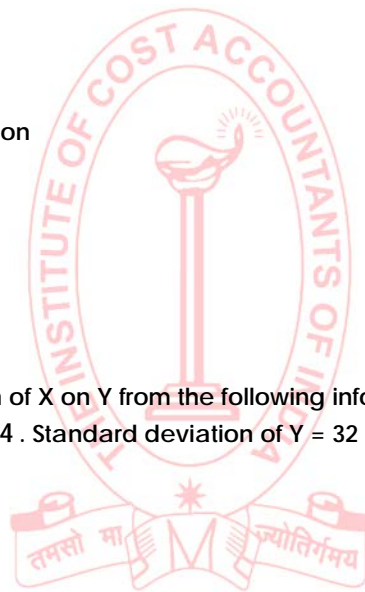 on
THE INSTITUTE OF COST ACCOUNTANTS OF INDIA
of X on Y from the following info
4 . Standard deviation of Y = 32
तमसो मा ज्योतिर्गमय